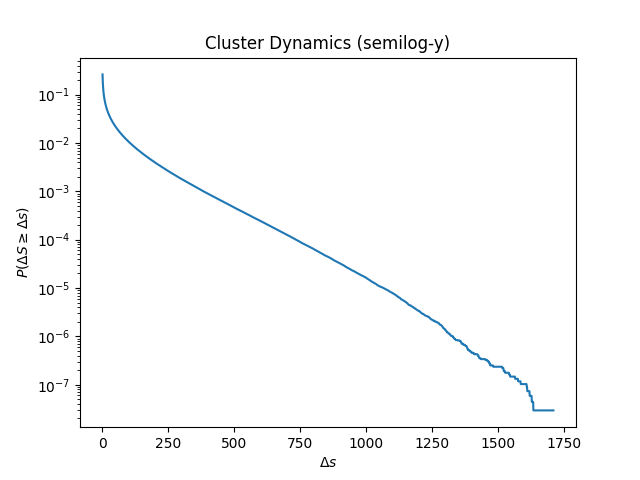 Cluster Dynamics (semilog-y)
10⁻¹
10⁻²
10⁻³
10⁻⁴
10⁻⁵
10⁻⁶
10⁻⁷
P(ΔS ≥ Δs)
0 250 500 750 1000 1250 1500 1750
Δs